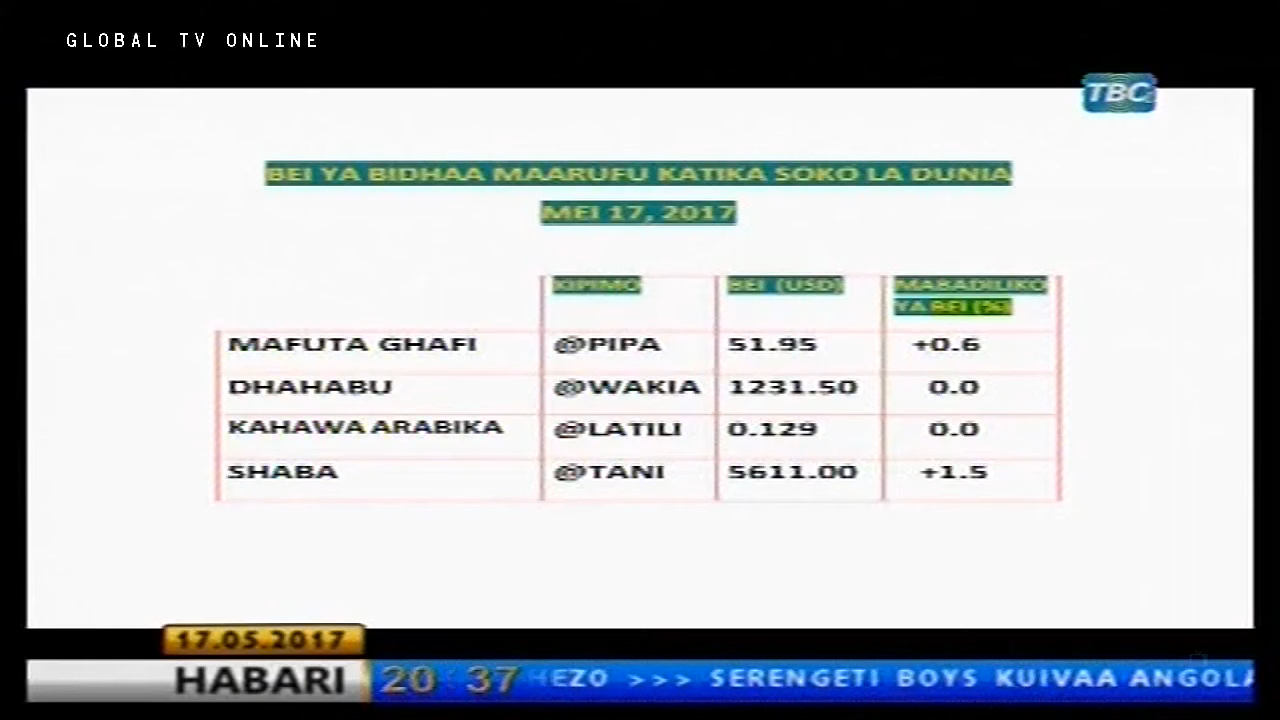 GLOBAL TV ONLINE
TBC
BEI YA BIDHAA MAARUFU KATIKA SOKO LA DUNIA
MEI 17, 2017
KIPIMO BEI (USD) MABADILIKO
YA BEI (%)
MAFUTA GHAFI @PIPA 51.95 +0.6
DHAHABU @WAKIA 1231.50 0.0
KAHAWA ARABIKA @LATILI 0.129 0.0
SHABA @TANI 5611.00 +1.5
17.05.2017
HABARI 20:37 HEZO >>> SERENGETI BOYS KUIVAA ANGOLA